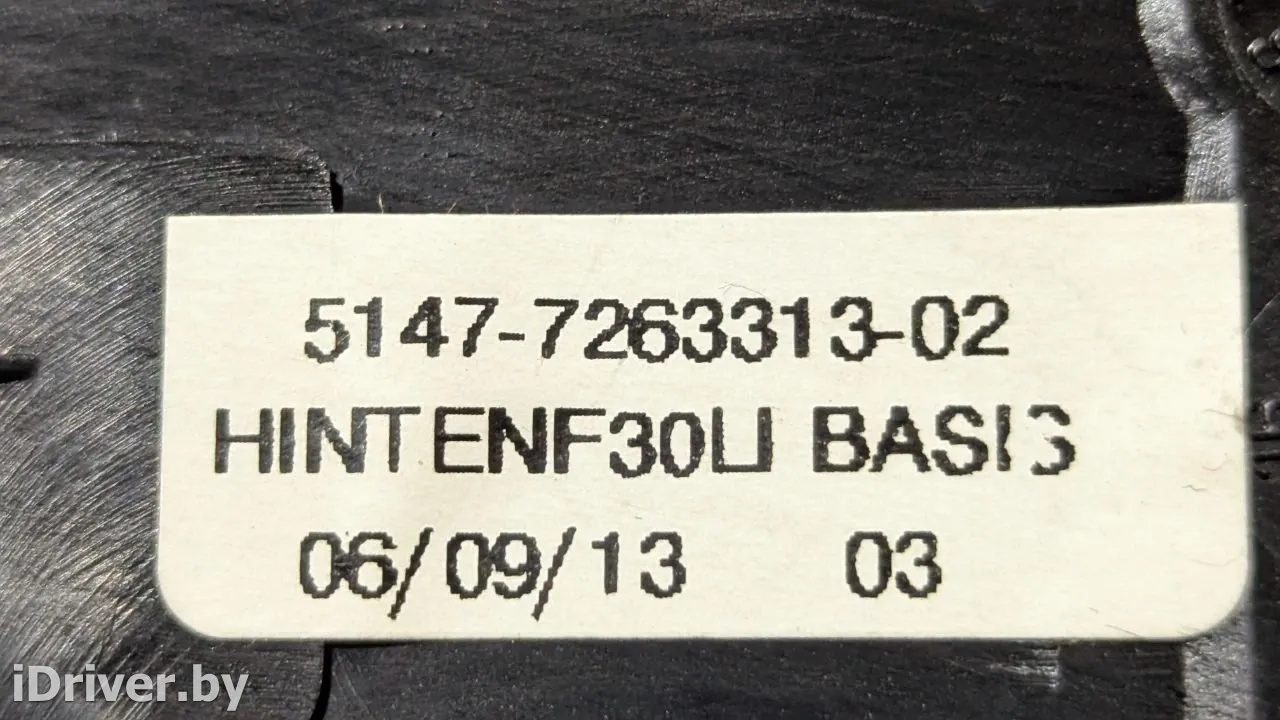 5147-7263313-02
HINTENF30LI BASIS
06/09/13 03
iDriver.by